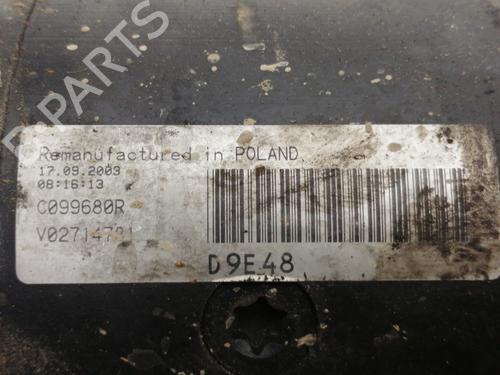 B-PARTS
Remanufactured in POLAND
17.09.2003
08:16:13
C099680R
D9E48